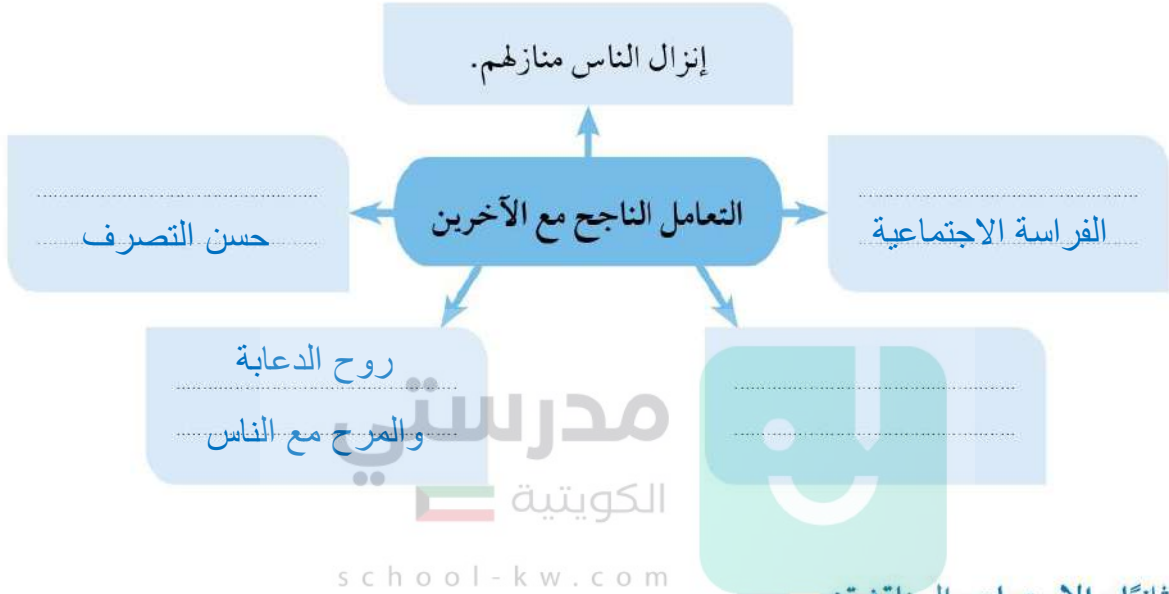 إنزال الناس منازلهم.
التعامل الناجح مع الآخرين
الفراسة الاجتماعية
حسن التصرف
روح الدعابة
والمرح مع الناس
مدرستي
الكويتية
school-kw.com